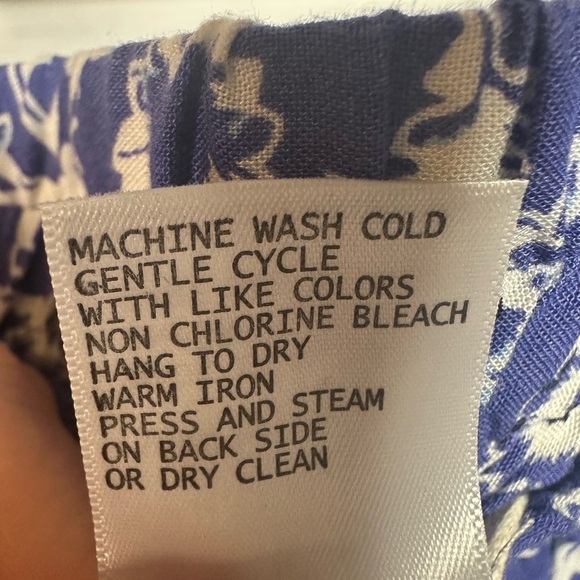 MACHINE WASH COLD
GENTLE CYCLE
WITH LIKE COLORS
NON CHLORINE BLEACH
HANG TO DRY
WARM IRON
PRESS AND STEAM
ON BACK SIDE
OR DRY CLEAN